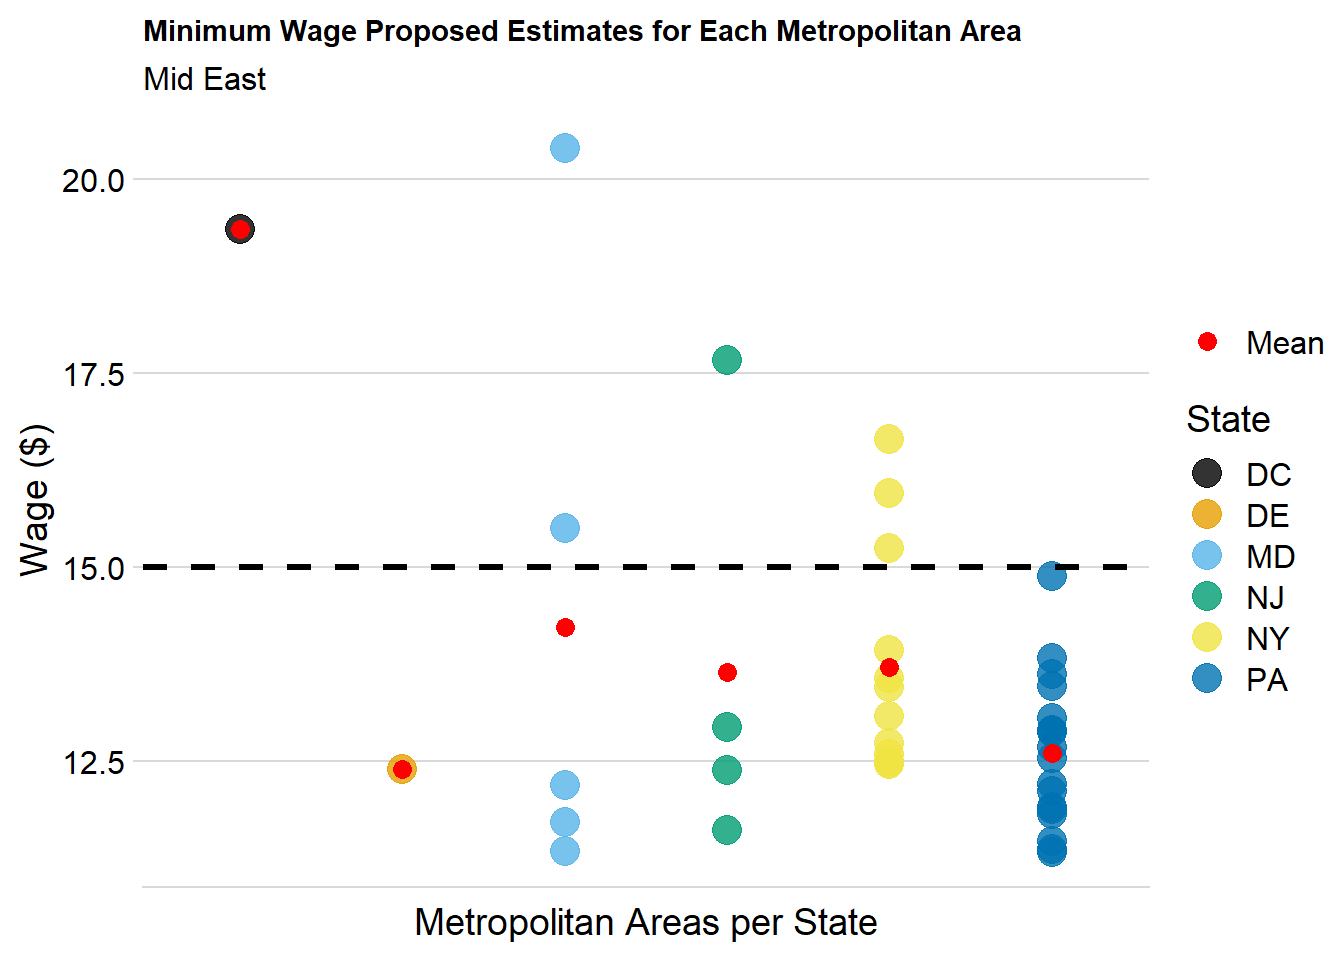 Minimum Wage Proposed Estimates for Each Metropolitan Area
Mid East
20.0
17.5
15.0
12.5
Wage ($)
Metropolitan Areas per State
Mean
State
DC
DE
MD
NJ
NY
PA